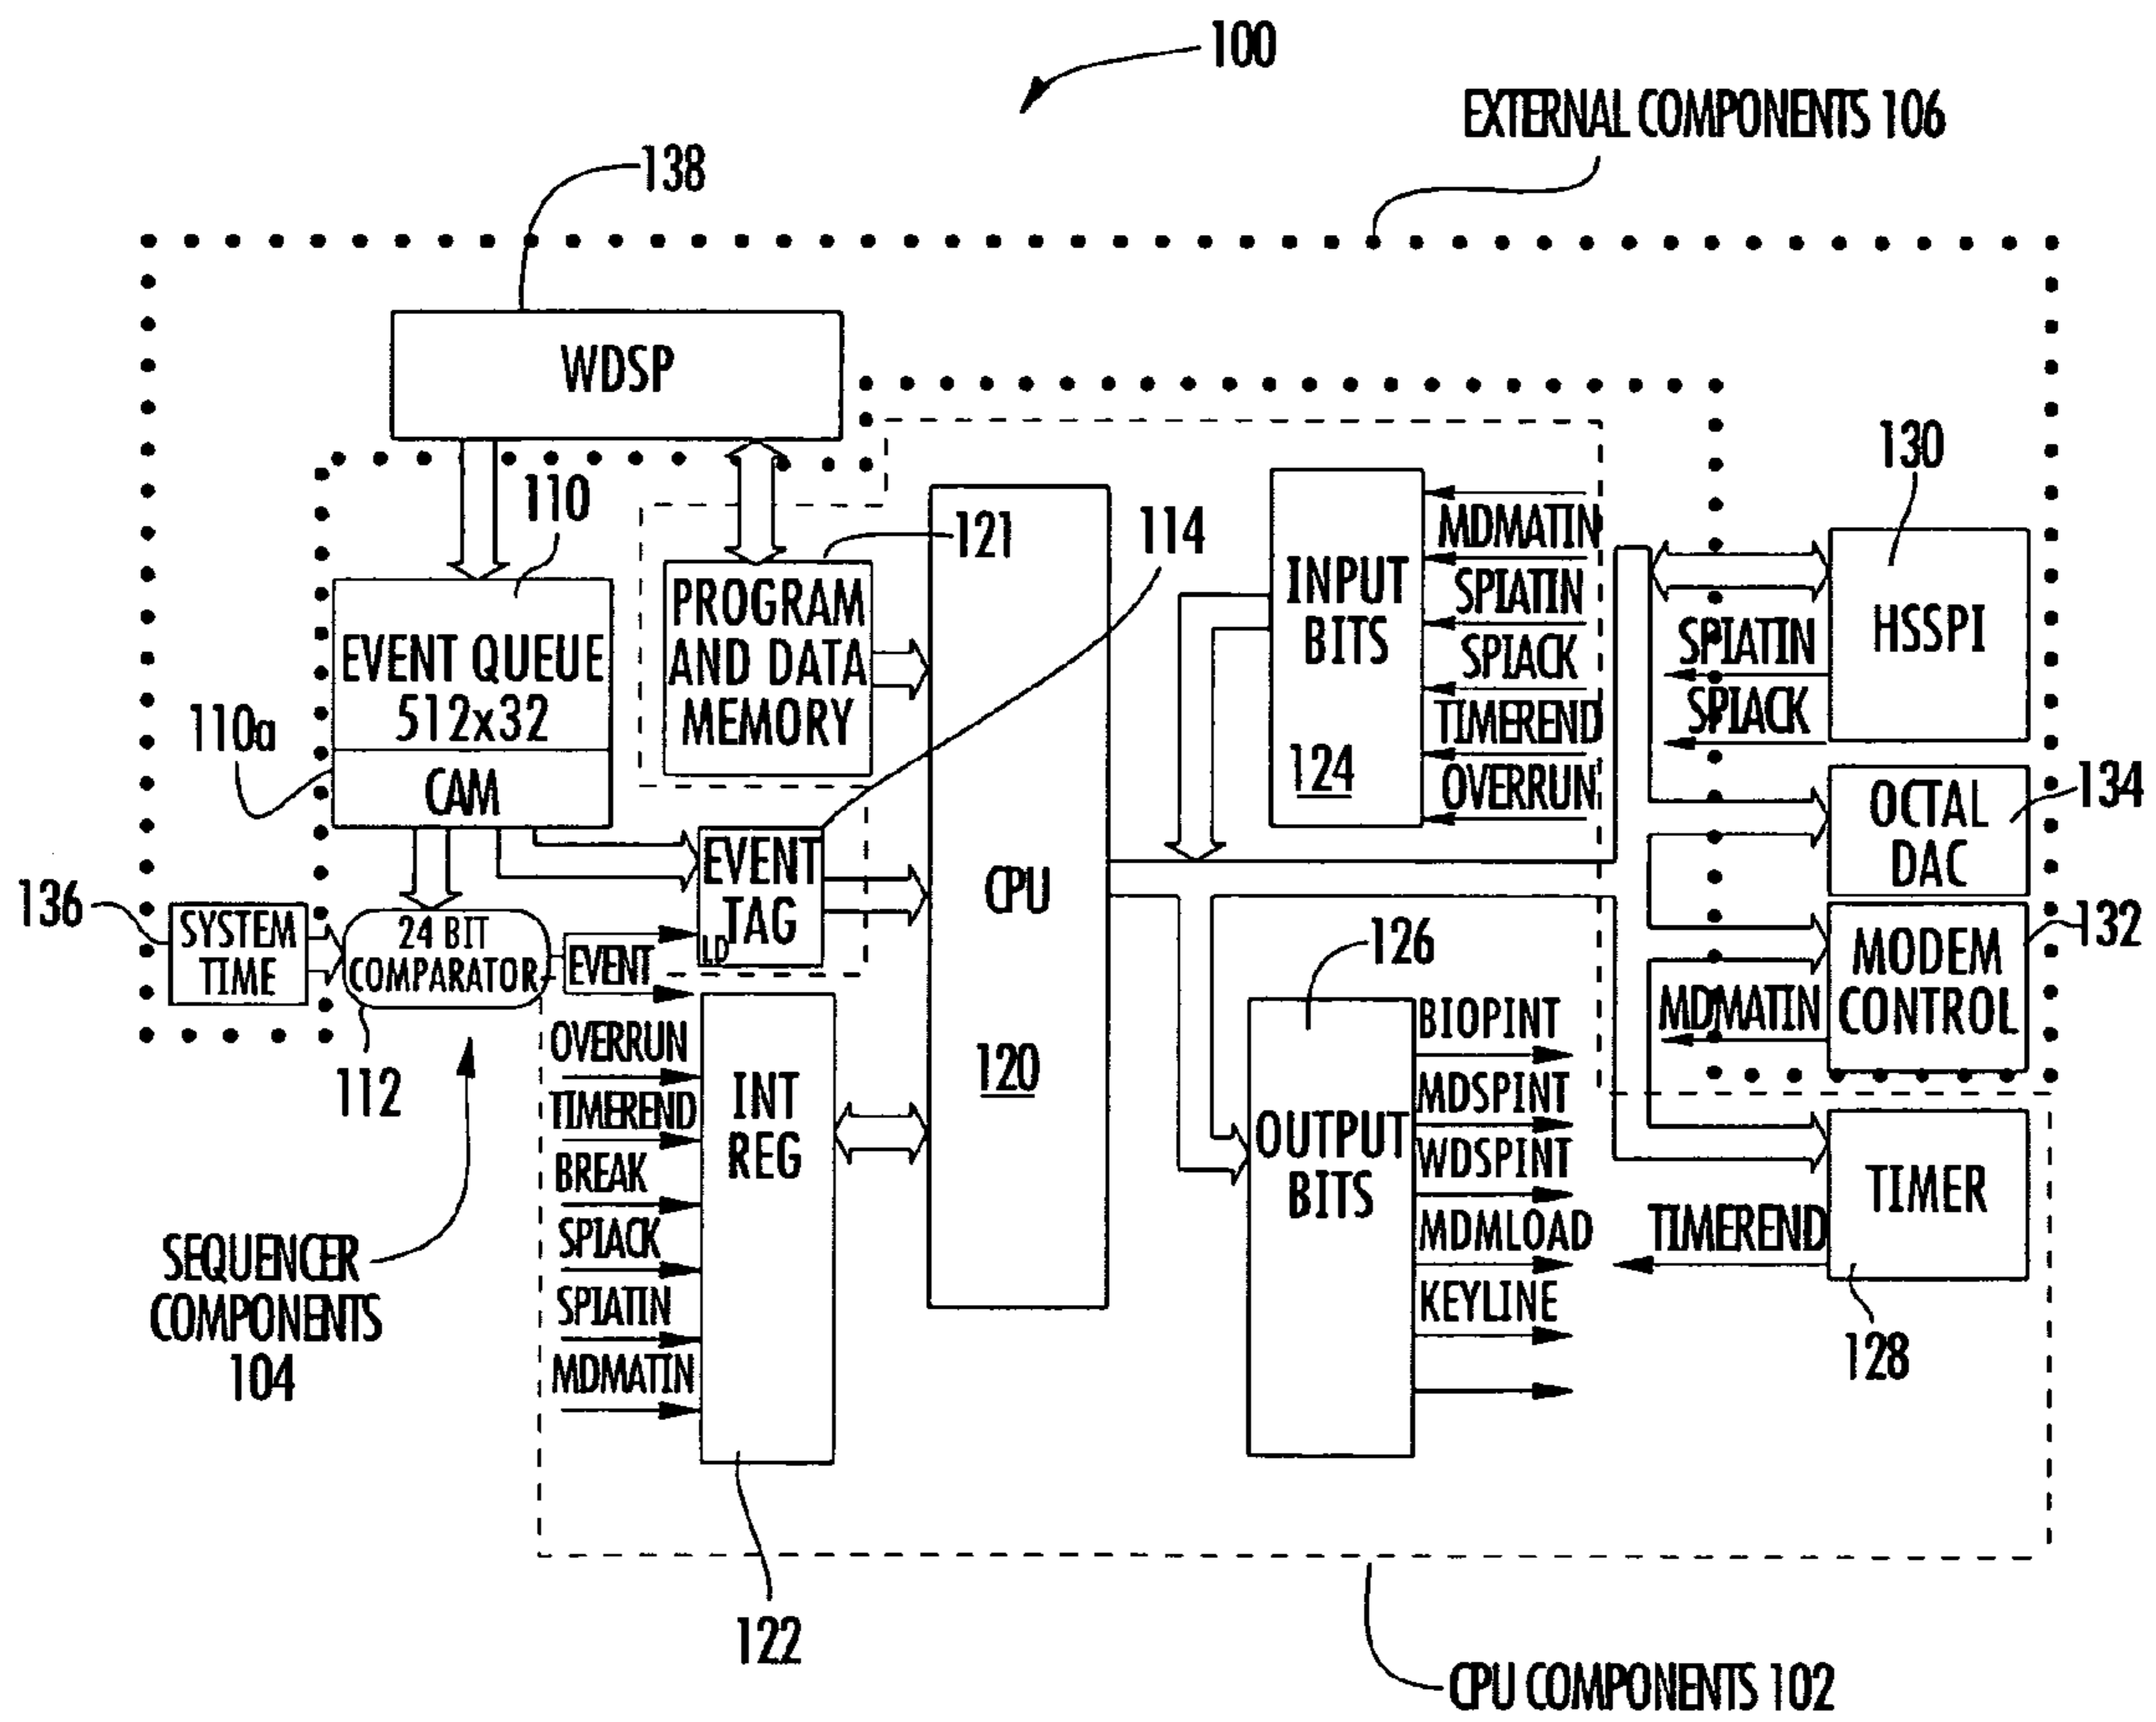 100
EXTERNAL COMPONENTS 106
138
WDSP
130
110
121
114
PROGRAM
AND DATA
MEMORY
EVENT QUEUE
512x32
110a
CAM
INPUT
BITS
124
MDMATIN
SPIATIN
SPIACK
TIMEREND
OVERRUN
HSSPI
SPIATIN
SPIACK
OCTAL
DAC
134
136
SYSTEM
TIME
24 BIT
COMPARATOR
112
EVENT
EVENT
TAG
LD
CPU
120
126
132
MODEM
CONTROL
MDMATIN
OVERRUN
TIMEREND
BREAK
SPIACK
SPIATIN
MDMATIN
INT
REG
OUTPUT
BITS
BIOPINT
MDSPINT
WDSPINT
MDMLOAD
KEYLINE
TIMER
TIMEREND
128
SEQUENCER
COMPONENTS
104
122
CPU COMPONENTS 102